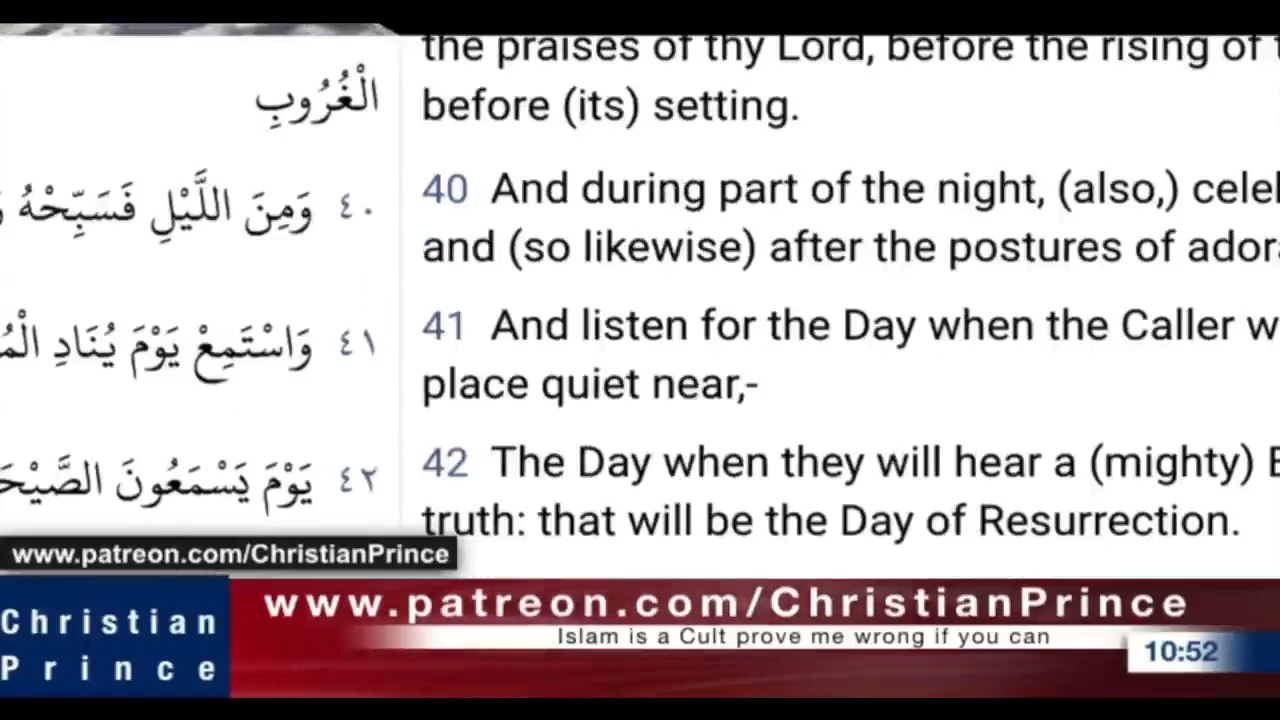 the praises of thy Lord, before the rising of
before (its) setting.
الْغُرُوبِ
40 And during part of the night, (also,)
and (so likewise) after the postures of
٤٠ وَمِنَ اللَّيْلِ فَسَبِّحْهُ
41 And listen for the Day when the Caller
place quiet near,-
٤١ وَاسْتَمِعْ يَوْمَ يُنَادِ
42 The Day when they will hear a (mighty)
truth: that will be the Day of Resurrection.
٤٢ يَوْمَ يَسْمَعُونَ
www.patreon.com/ChristianPrince
Christian
Prince
www.patreon.com/ChristianPrince
Islam is a Cult prove me wrong if you can
10:52